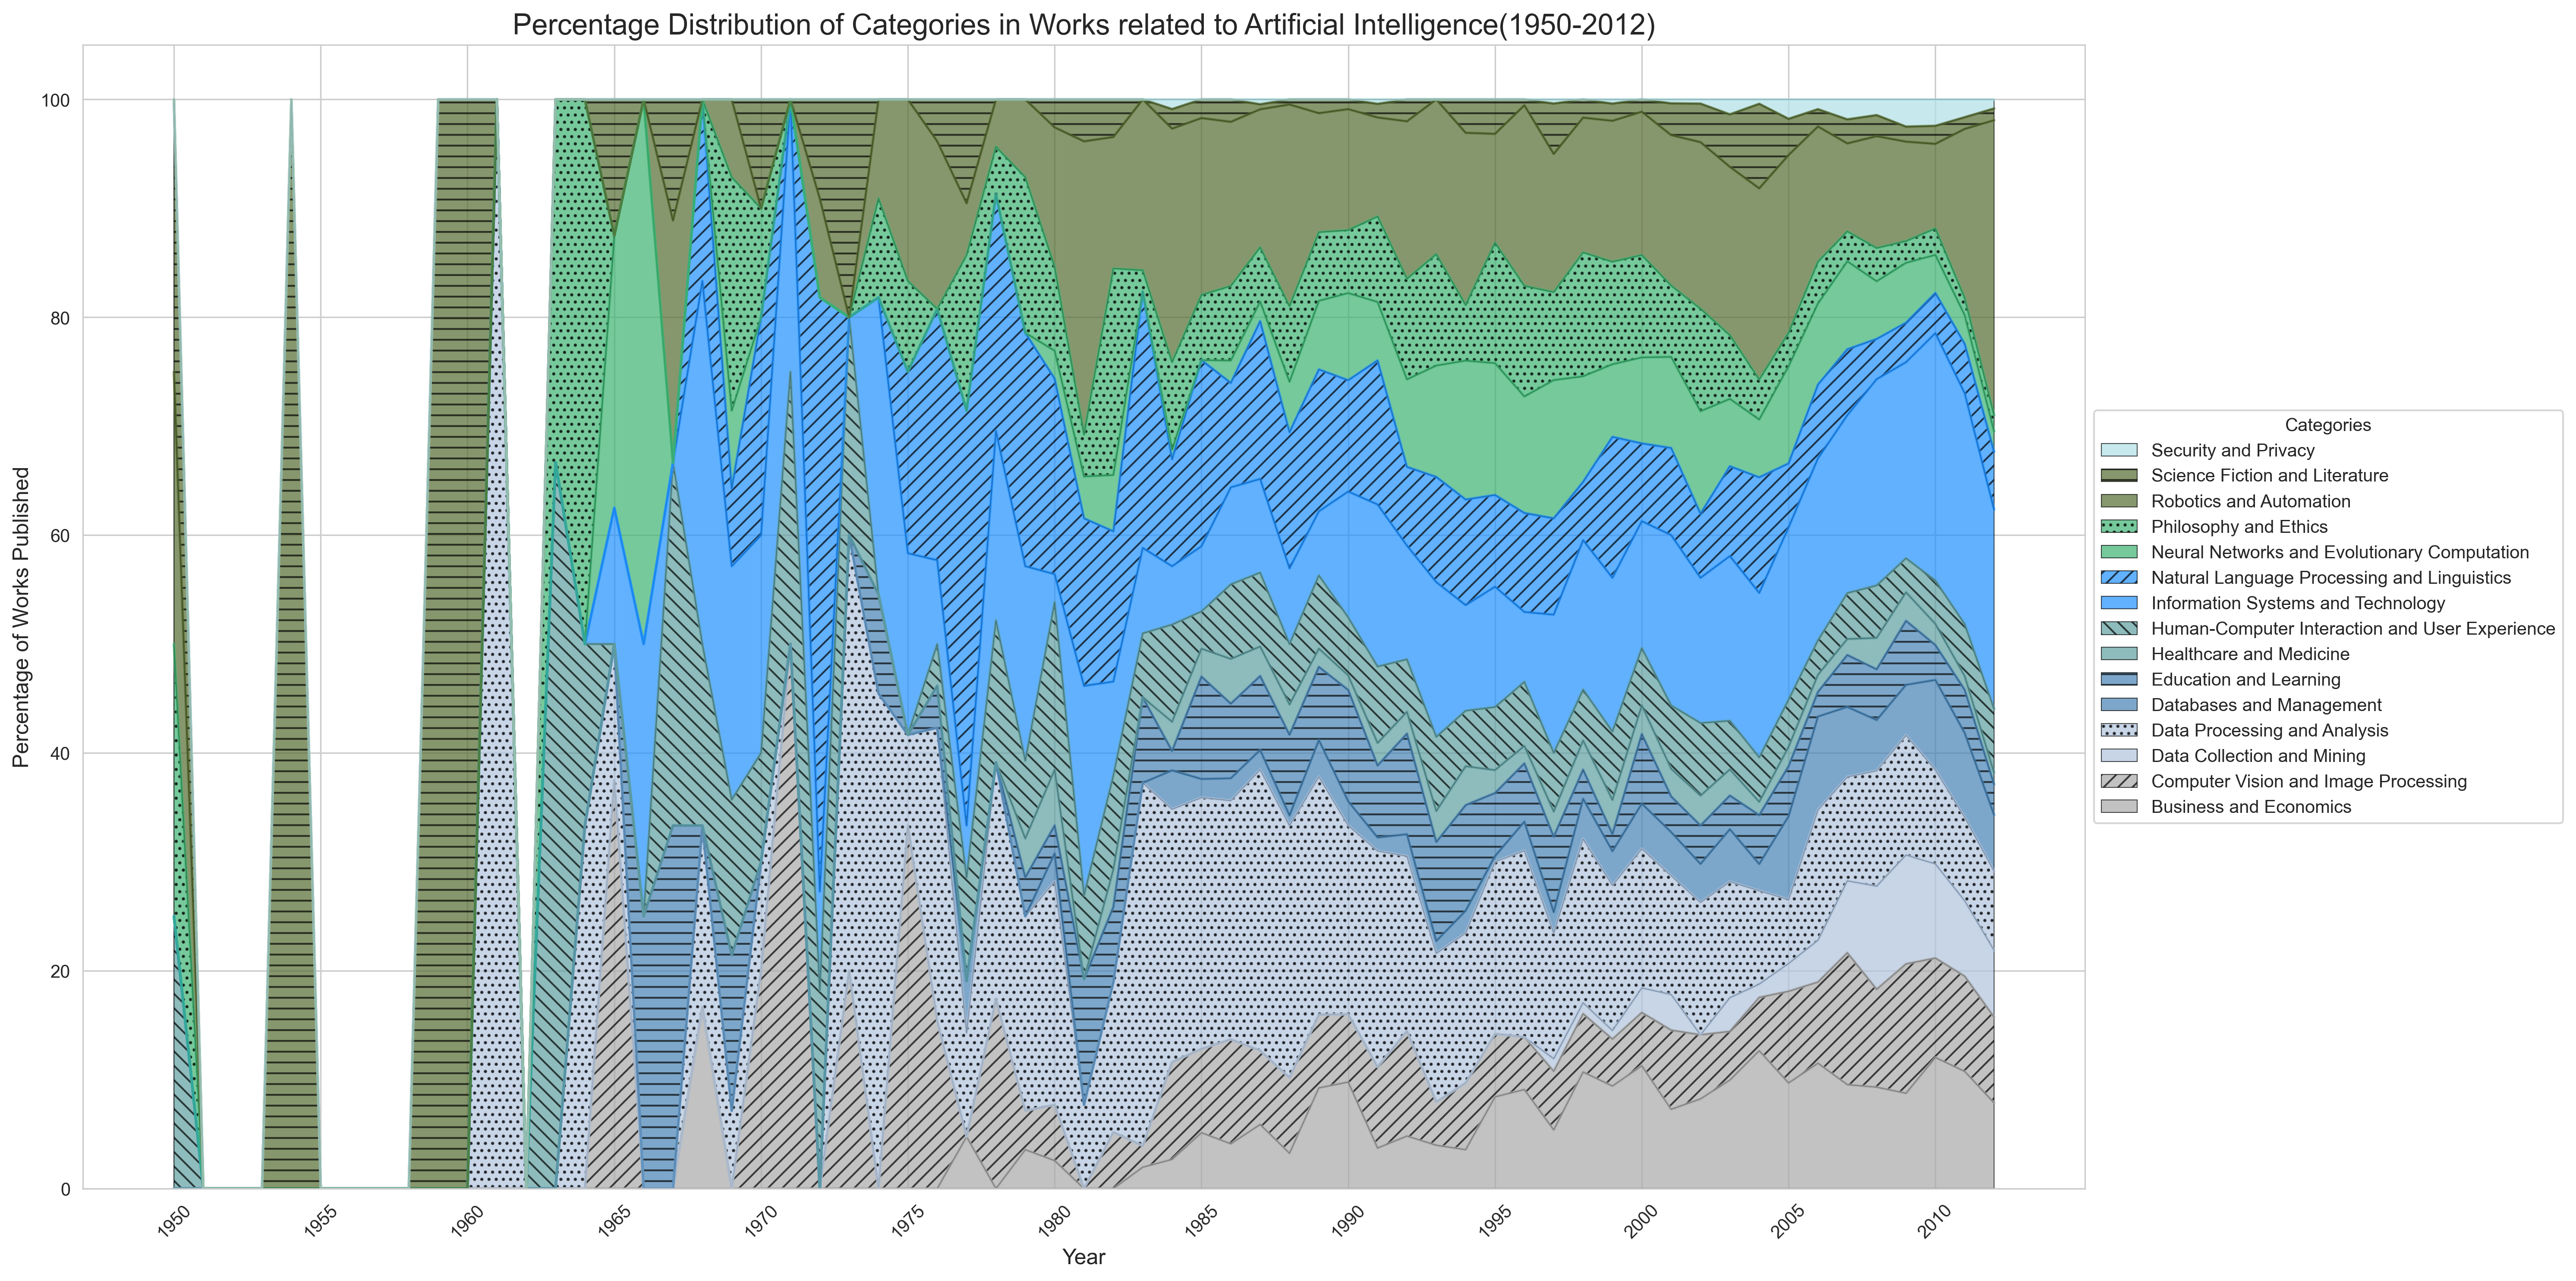 Percentage Distribution of Categories in Works related to Artificial Intelligence(1950-2012)
Percentage of Works Published
100
80
60
40
20
0
1950
1955
1960
1965
1970
1975
1980
1985
1990
1995
2000
2005
2010
Year
Categories
Security and Privacy
Science Fiction and Literature
Robotics and Automation
Philosophy and Ethics
Neural Networks and Evolutionary Computation
Natural Language Processing and Linguistics
Information Systems and Technology
Human-Computer Interaction and User Experience
Healthcare and Medicine
Education and Learning
Databases and Management
Data Processing and Analysis
Data Collection and Mining
Computer Vision and Image Processing
Business and Economics